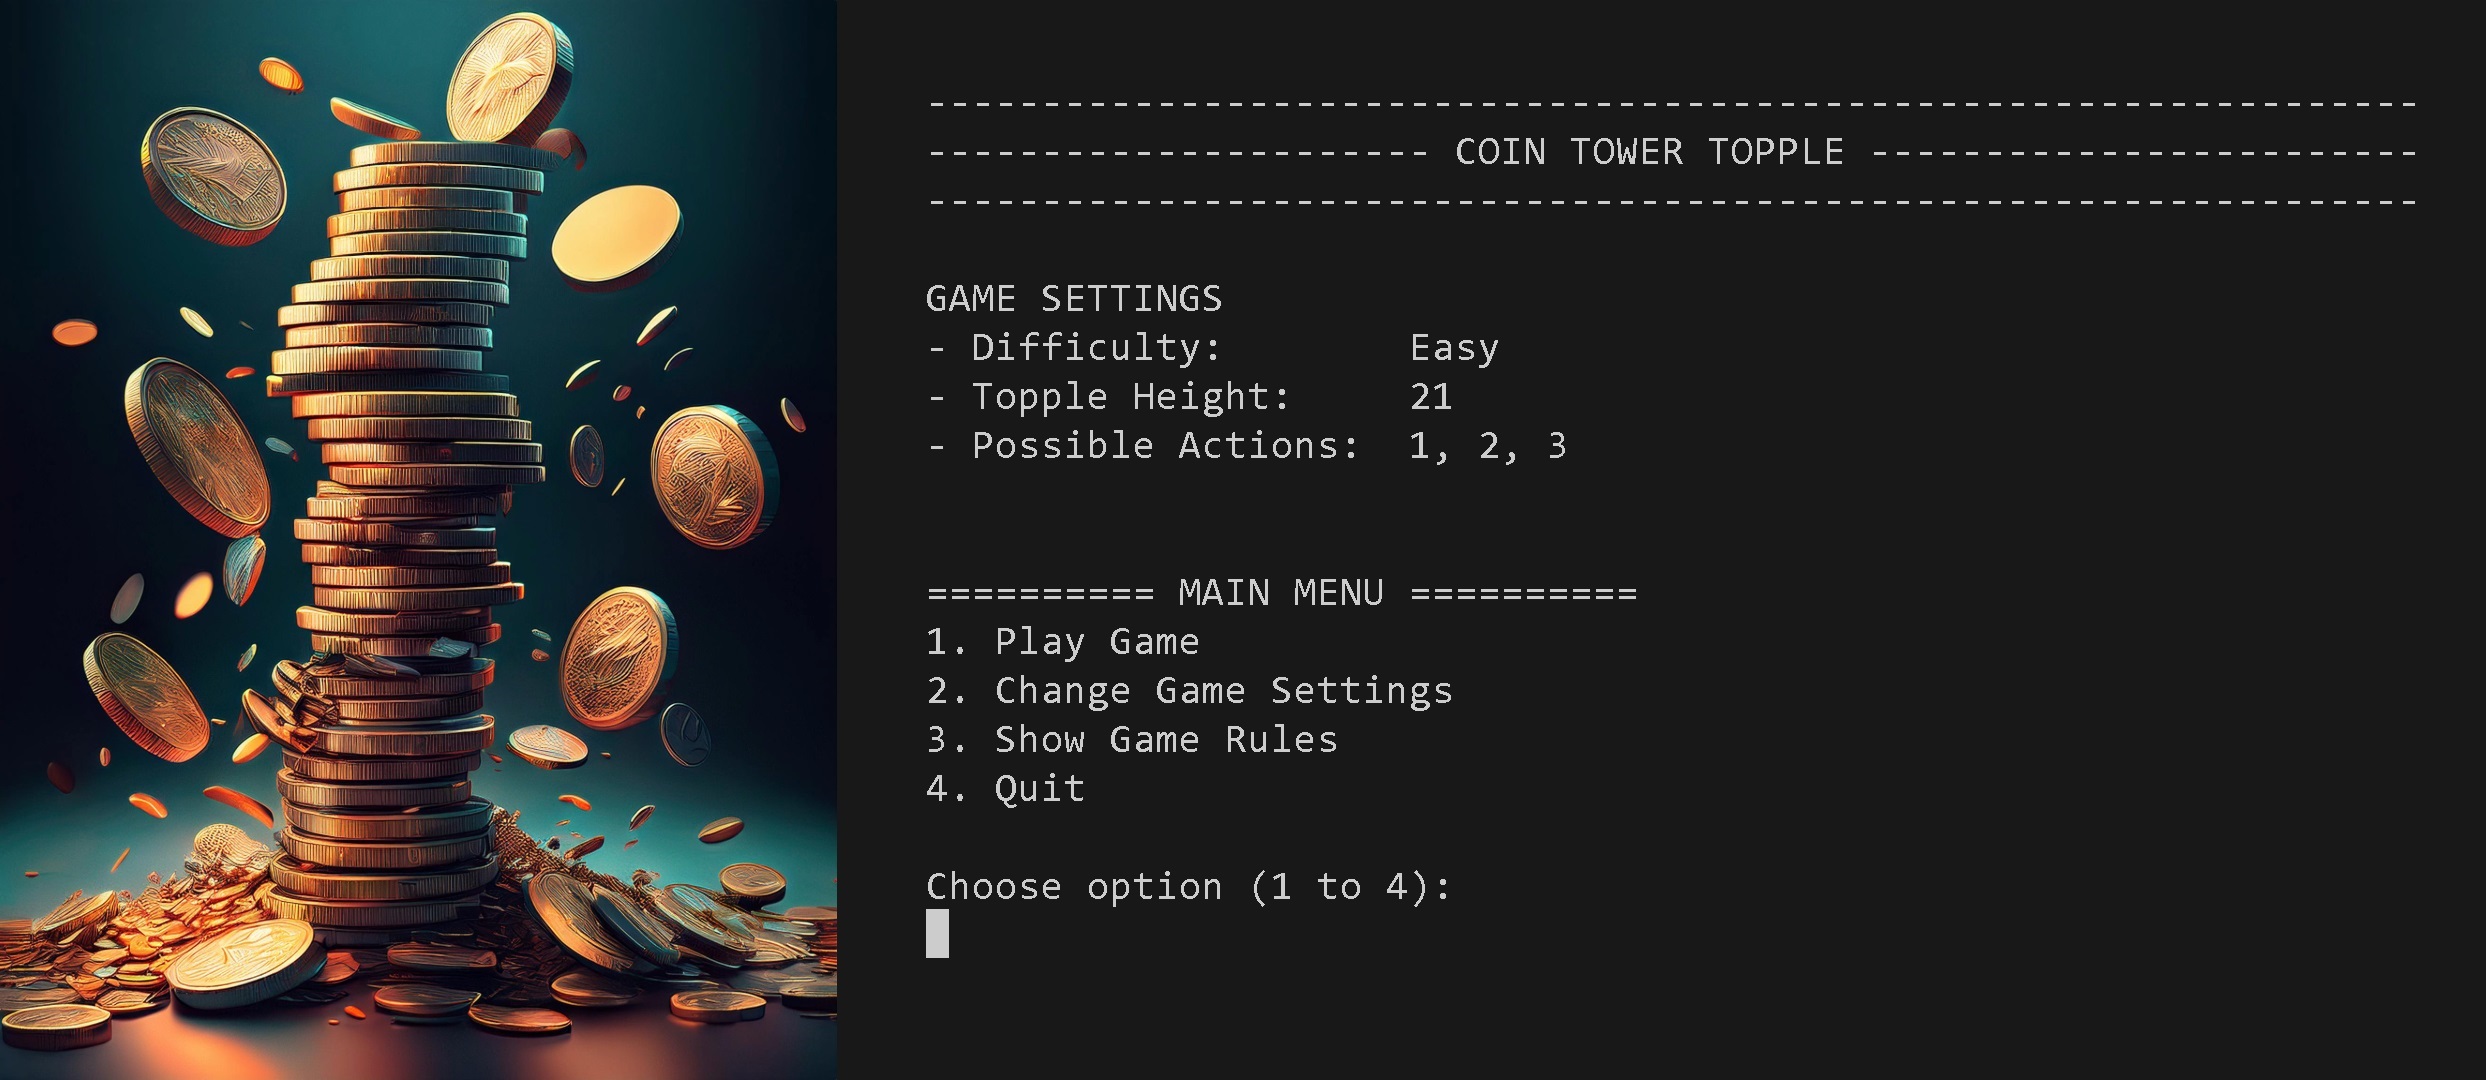 -----------------------------------------------------------------
---------------------- COIN TOWER TOPPLE ------------------------
-----------------------------------------------------------------
GAME SETTINGS
- Difficulty:        Easy
- Topple Height:     21
- Possible Actions:  1, 2, 3
========== MAIN MENU ==========
1. Play Game
2. Change Game Settings
3. Show Game Rules
4. Quit
Choose option (1 to 4):